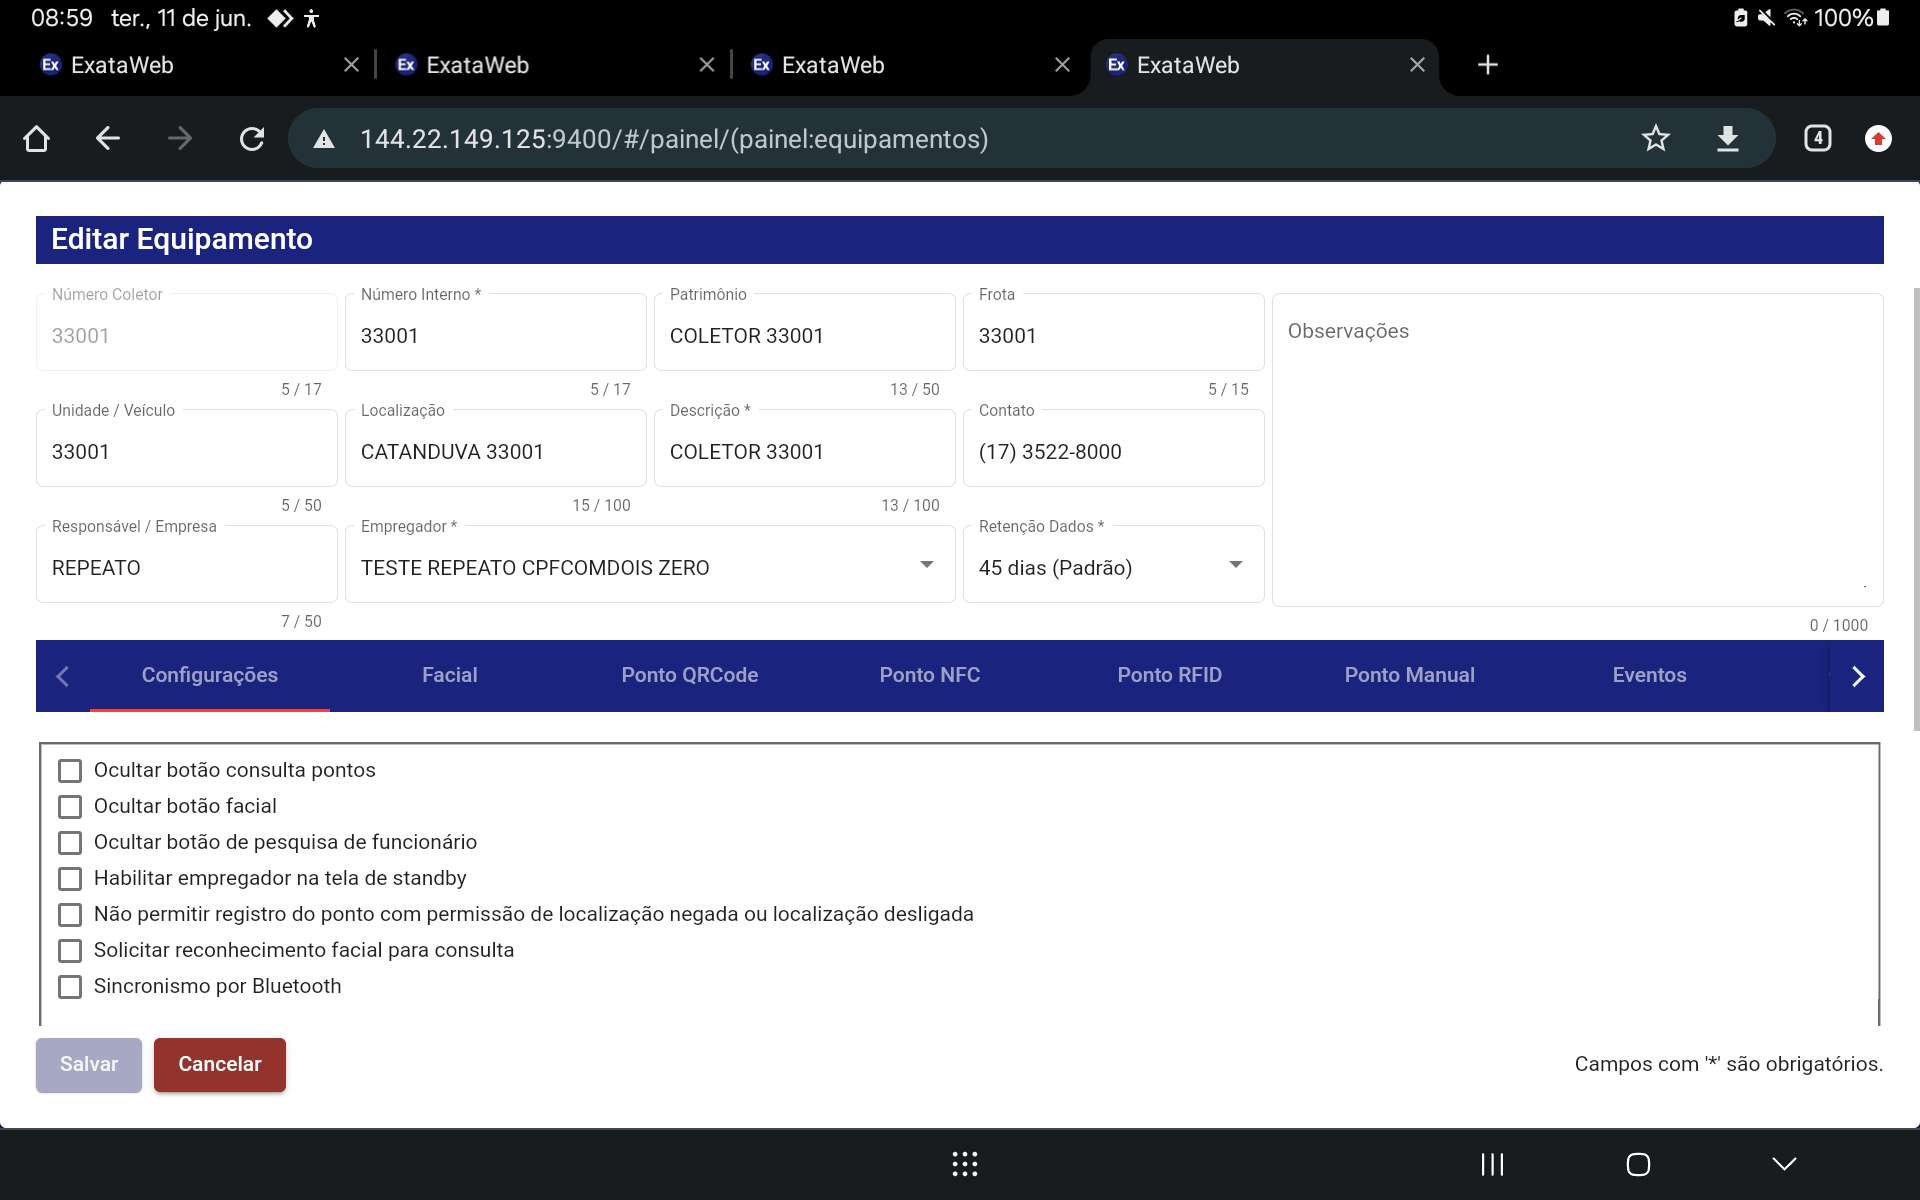 08:59 ter., 11 de jun. 100%
Ex ExataWeb Ex ExataWeb Ex ExataWeb Ex ExataWeb
144.22.149.125:9400/#/painel/(painel:equipamentos) 4
Editar Equipamento
Número Coletor Número Interno * Patrimônio Frota
33001 33001 COLETOR 33001 33001 Observações
5 / 17 5 / 17 13 / 50 5 / 15
Unidade / Veículo Localização Descrição * Contato
33001 CATANDUVA 33001 COLETOR 33001 (17) 3522-8000
5 / 50 15 / 100 13 / 100
Responsável / Empresa Empregador * Retenção Dados *
REPEATO TESTE REPEATO CPFCOMDOIS ZERO 45 dias (Padrão)
7 / 50 0 / 1000
Configurações Facial Ponto QRCode Ponto NFC Ponto RFID Ponto Manual Eventos
Ocultar botão consulta pontos
Ocultar botão facial
Ocultar botão de pesquisa de funcionário
Habilitar empregador na tela de standby
Não permitir registro do ponto com permissão de localização negada ou localização desligada
Solicitar reconhecimento facial para consulta
Sincronismo por Bluetooth
Salvar Cancelar Campos com '*' são obrigatórios.